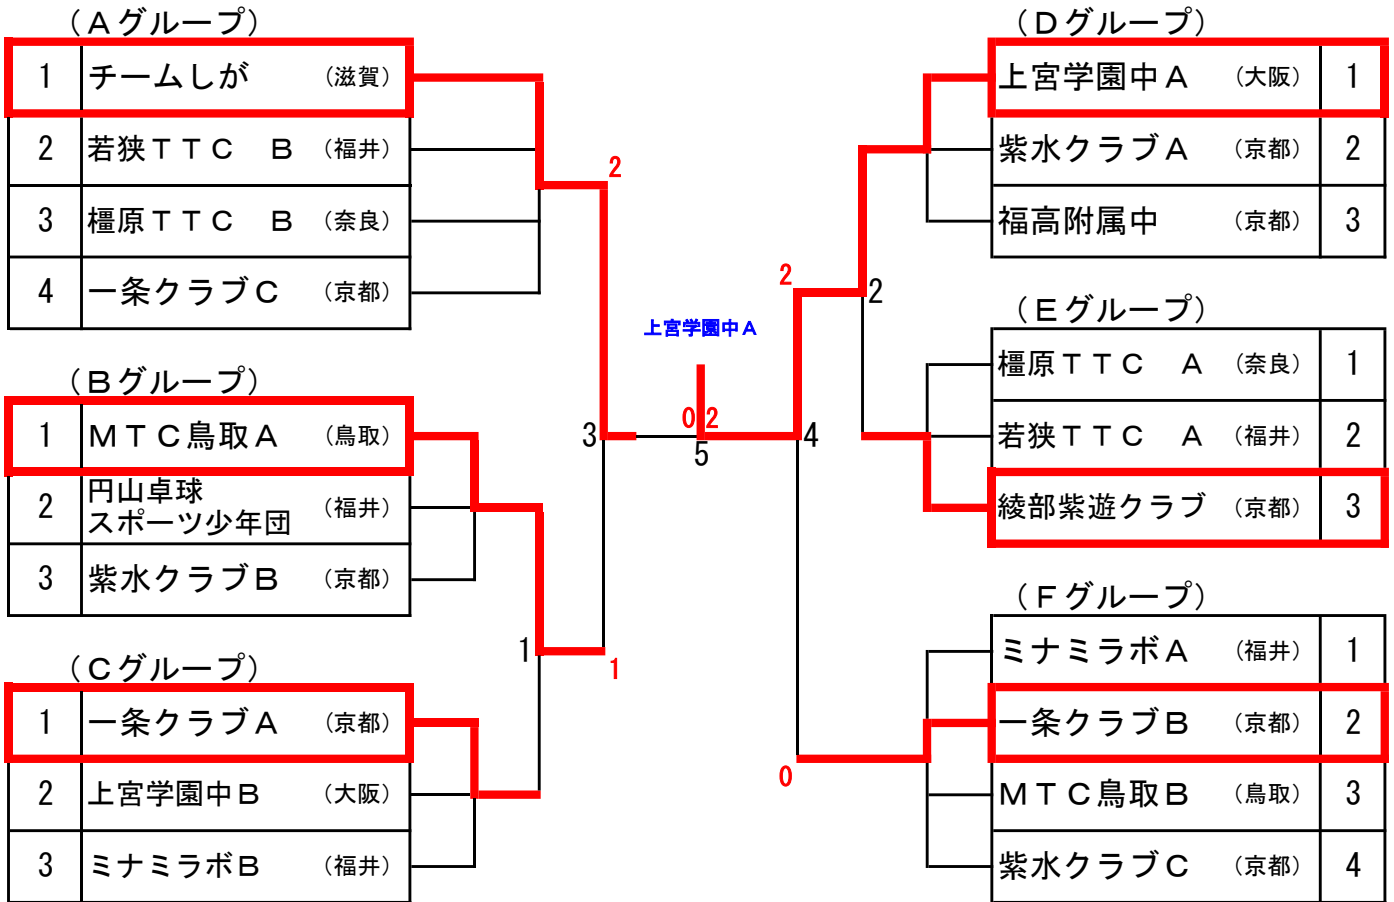 （Ａグループ）
1 チームしが （滋賀）
2 若狭ＴＴＣ　Ｂ （福井）
3 橿原ＴＴＣ　Ｂ （奈良）
4 一条クラブＣ （京都）
（Ｂグループ）
1 ＭＴＣ鳥取Ａ （鳥取）
2 円山卓球
スポーツ少年団 （福井）
3 紫水クラブＢ （京都）
（Ｃグループ）
1 一条クラブＡ （京都）
2 上宮学園中Ｂ （大阪）
3 ミナミラボＢ （福井）
2
3
1
1
上宮学園中Ａ
0 2
5
2
2
4
0
（Ｄグループ）
上宮学園中Ａ （大阪） 1
紫水クラブＡ （京都） 2
福高附属中 （京都） 3
（Ｅグループ）
橿原ＴＴＣ　Ａ （奈良） 1
若狭ＴＴＣ　Ａ （福井） 2
綾部紫遊クラブ （京都） 3
（Ｆグループ）
ミナミラボＡ （福井） 1
一条クラブＢ （京都） 2
ＭＴＣ鳥取Ｂ （鳥取） 3
紫水クラブＣ （京都） 4